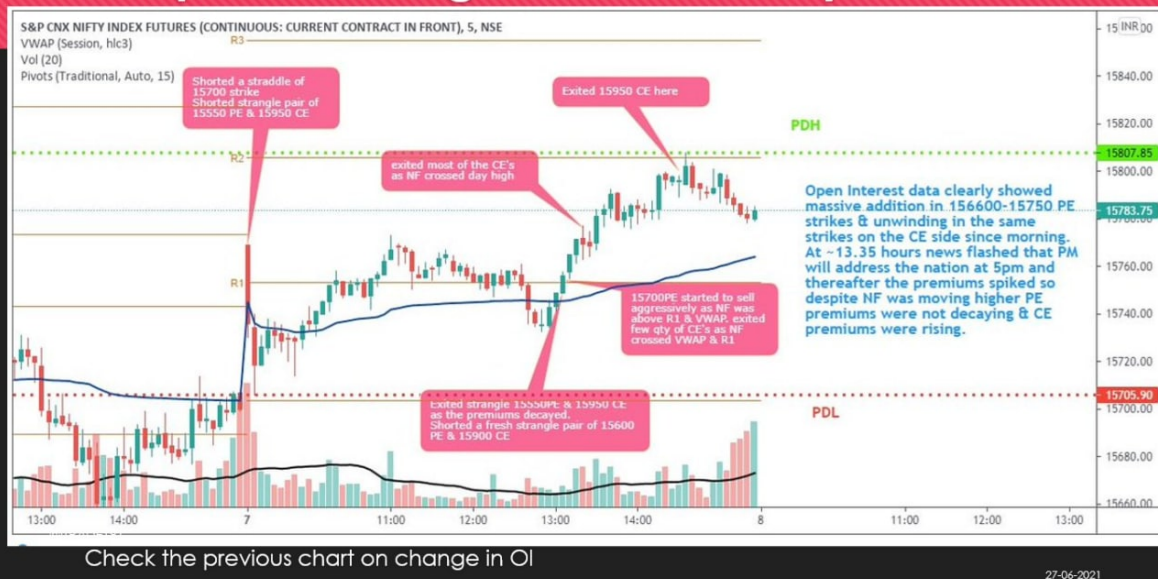 S&P CNX NIFTY INDEX FUTURES (CONTINUOUS: CURRENT CONTRACT IN FRONT), 5, NSE
VWAP (Session, hlc3)
Vol (20)
Pivots (Traditional, Auto, 15)
R3
INR
15840.00
Shorted a straddle of
15700 strike
Shorted strangle pair of
15550 PE & 15950 CE
Exited 15950 CE here
15820.00
PDH
R2
15807.85
exited most of the CE's
as NF crossed day high
15800.00
Open Interest data clearly showed
massive addition in 156600-15750 PE
strikes & unwinding in the same
strikes on the CE side since morning.
At ~13.35 hours news flashed that PM
will address the nation at 5pm and
thereafter the premiums spiked so
despite NF was moving higher PE
premiums were not decaying & CE
premiums were rising.
15783.75
15760.00
R1
15700PE started to sell
aggressively as NF was
above R1 & VWAP. exited
few qty of CE's as NF
crossed VWAP & R1
15740.00
15720.00
15705.90
15700.00
Exited strangle 15550PE & 15950 CE
as the premiums decayed.
Shorted a fresh strangle pair of 15600
PE & 15900 CE
PDL
15680.00
15660.00
13:00 14:00 7 11:00 12:00 13:00 14:00 8 11:00 12:00 13:00
Check the previous chart on change in OI
27-06-2021